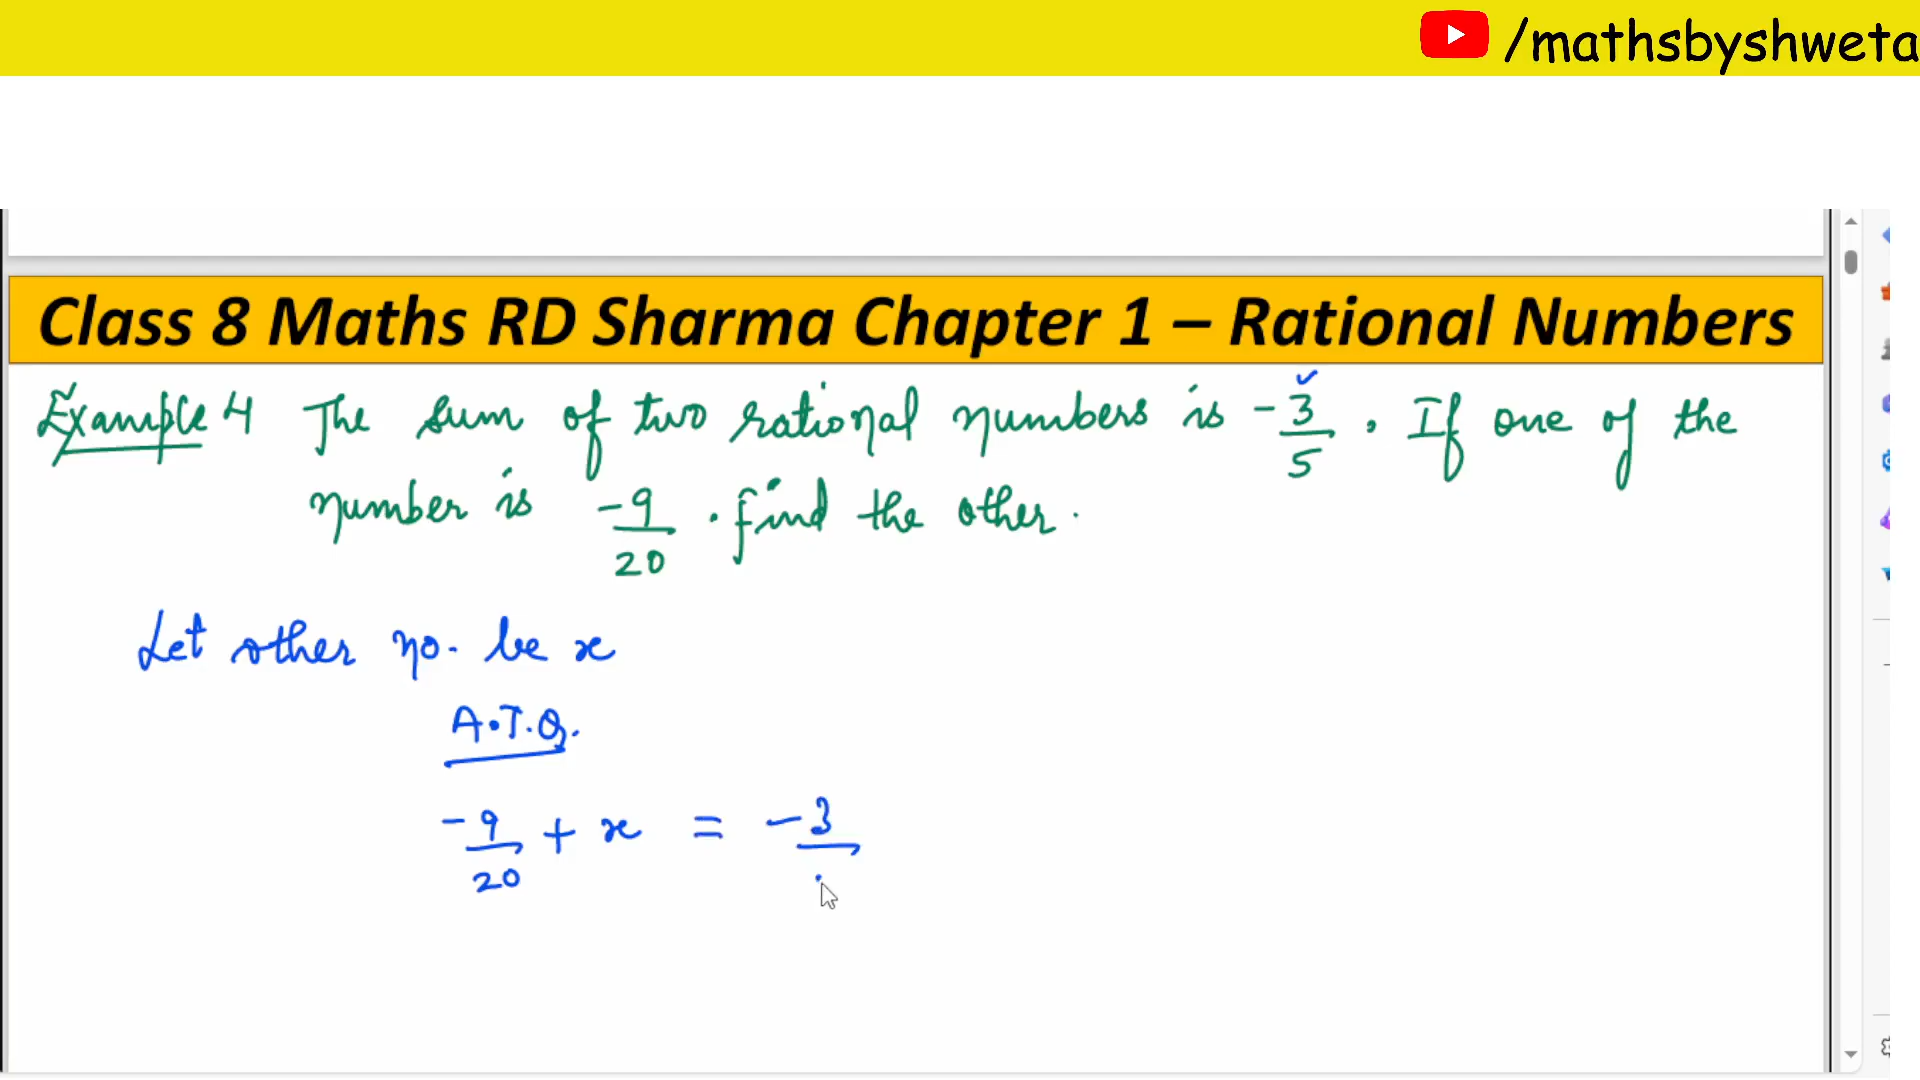 /mathsbyshweta
Class 8 Maths RD Sharma Chapter 1 – Rational Numbers
Example 4 The sum of two rational numbers is -3/5. If one of the
number is -9/20. find the other.
Let other no. be x
A.T.Q.
-9/20 + x = -3